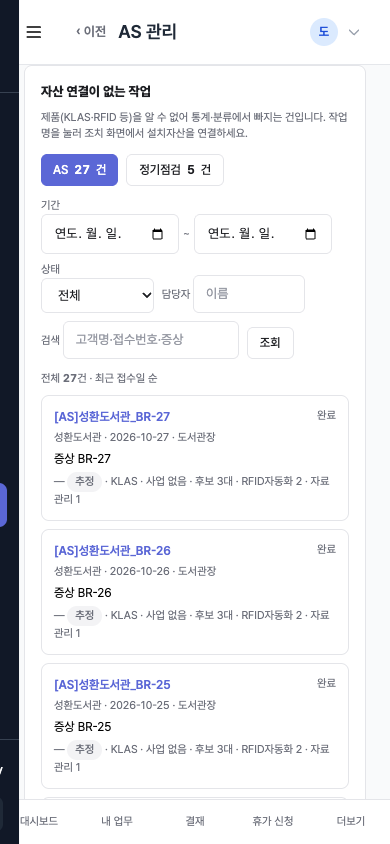 ‹ 이전 AS 관리 도
자산 연결이 없는 작업
제품(KLAS·RFID 등)을 알 수 없어 통계·분류에서 빠지는 건입니다. 작업
명을 눌러 조치 화면에서 설치자산을 연결하세요.
AS 27 건 정기점검 5 건
기간
연도. 월. 일. ~ 연도. 월. 일.
상태
전체 담당자 이름
검색 고객명·접수번호·증상 조회
전체 27건 · 최근 접수일 순
[AS]성환도서관_BR-27 완료
성환도서관 · 2026-10-27 · 도서관장
증상 BR-27
— 추정 · KLAS · 사업 없음 · 후보 3대 · RFID자동화 2 · 자료
관리 1
[AS]성환도서관_BR-26 완료
성환도서관 · 2026-10-26 · 도서관장
증상 BR-26
— 추정 · KLAS · 사업 없음 · 후보 3대 · RFID자동화 2 · 자료
관리 1
[AS]성환도서관_BR-25 완료
성환도서관 · 2026-10-25 · 도서관장
증상 BR-25
— 추정 · KLAS · 사업 없음 · 후보 3대 · RFID자동화 2 · 자료
관리 1
대시보드 내 업무 결재 휴가 신청 더보기